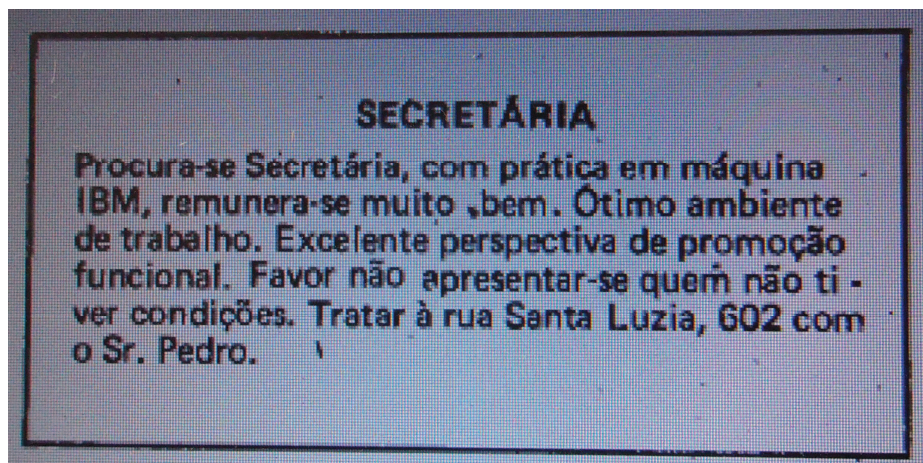 SECRETÁRIA
Procura-se Secretária, com prática em máquina
IBM, remunera-se muito bem. Ótimo ambiente
de trabalho. Excelente perspectiva de promoção
funcional. Favor não apresentar-se quem não ti -
ver condições. Tratar à rua Santa Luzia, 602 com
o Sr. Pedro.